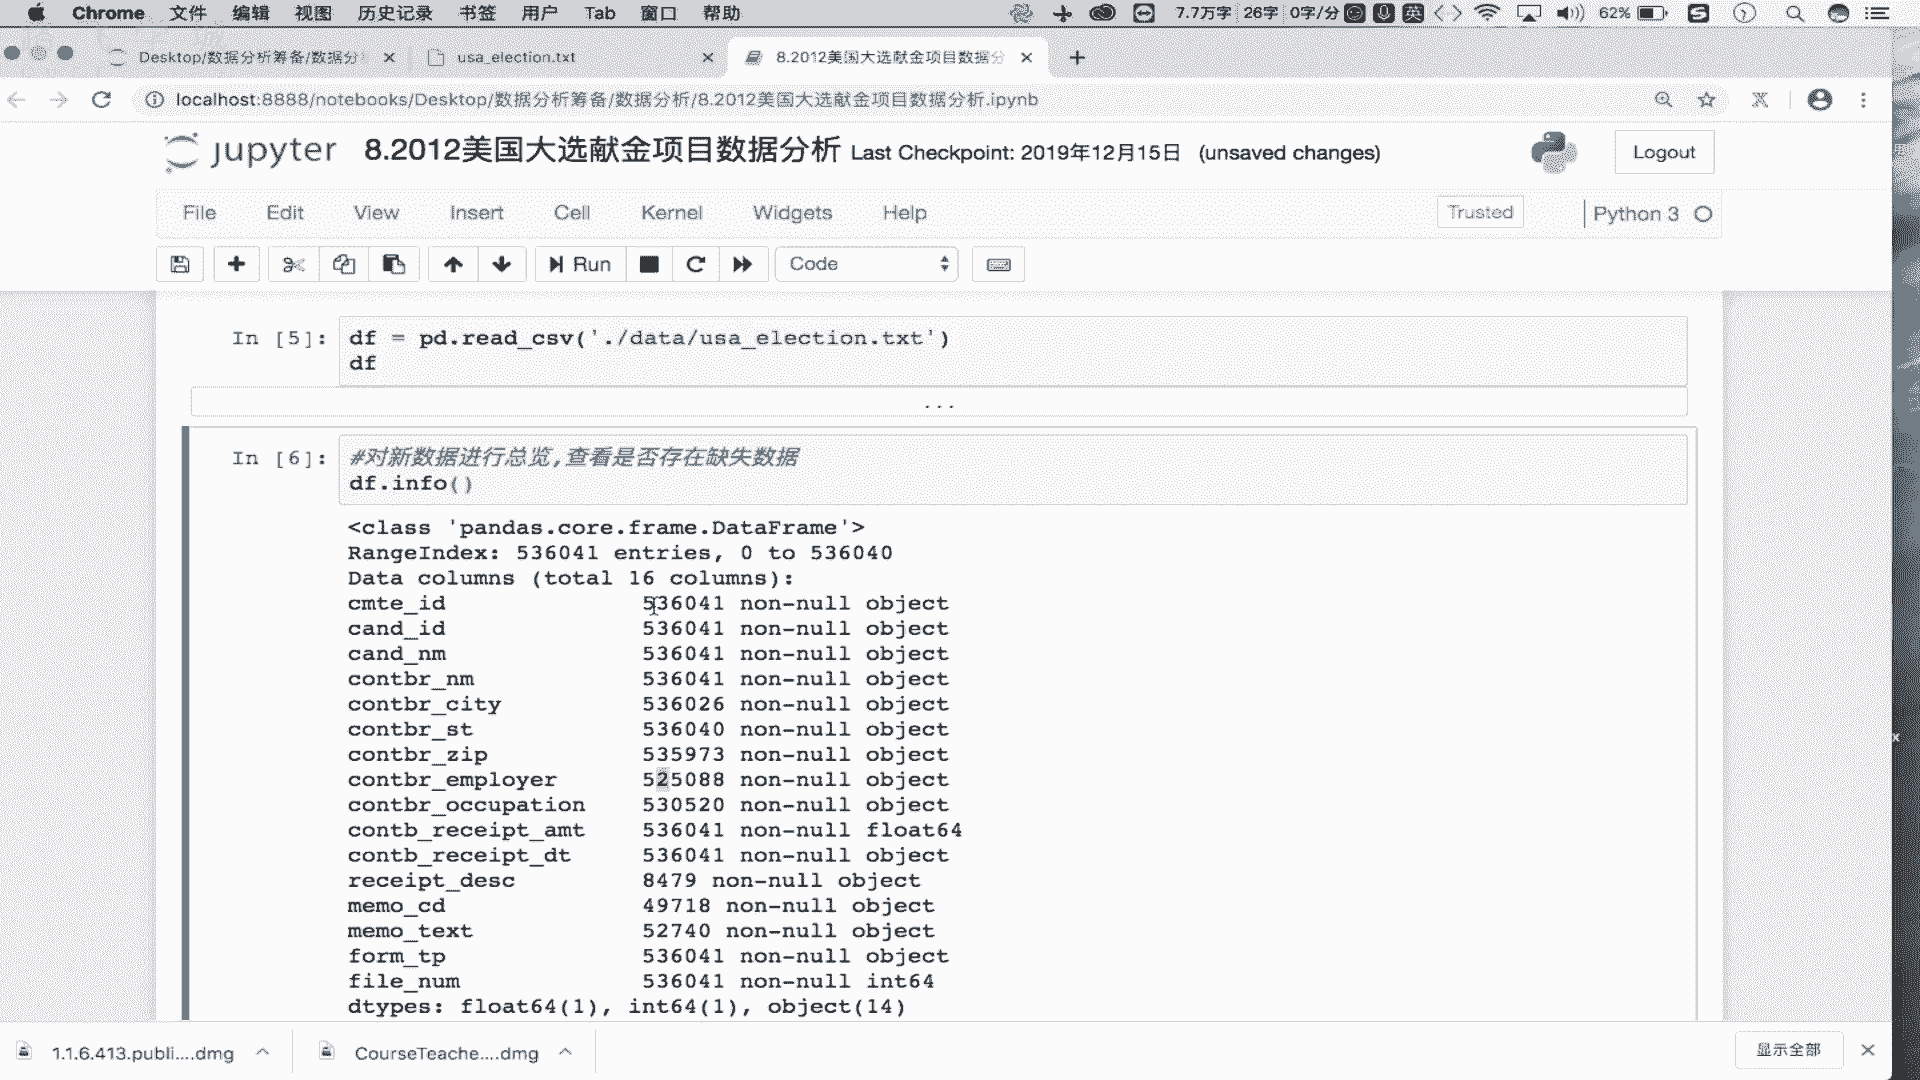 Chrome 文件 编辑 视图 历史记录 书签 用户 Tab 窗口 帮助 7.7万字 26字 0字/分 英 62%
Desktop/数据分析筹备/数据分 usa_election.txt 8.2012美国大选献金项目数据分
localhost:8888/notebooks/Desktop/数据分析筹备/数据分析/8.2012美国大选献金项目数据分析.ipynb
jupyter 8.2012美国大选献金项目数据分析 Last Checkpoint: 2019年12月15日 (unsaved changes) Logout
File Edit View Insert Cell Kernel Widgets Help Trusted Python 3
Run Code
In [5]: df = pd.read_csv('./data/usa_election.txt')
df
...
In [6]: #对新数据进行总览,查看是否存在缺失数据
df.info()
<class 'pandas.core.frame.DataFrame'>
RangeIndex: 536041 entries, 0 to 536040
Data columns (total 16 columns):
cmte_id 536041 non-null object
cand_id 536041 non-null object
cand_nm 536041 non-null object
contbr_nm 536041 non-null object
contbr_city 536026 non-null object
contbr_st 536040 non-null object
contbr_zip 535973 non-null object
contbr_employer 525088 non-null object
contbr_occupation 530520 non-null object
contb_receipt_amt 536041 non-null float64
contb_receipt_dt 536041 non-null object
receipt_desc 8479 non-null object
memo_cd 49718 non-null object
memo_text 52740 non-null object
form_tp 536041 non-null object
file_num 536041 non-null int64
dtypes: float64(1), int64(1), object(14)
1.1.6.413.publi....dmg CourseTeache....dmg 显示全部